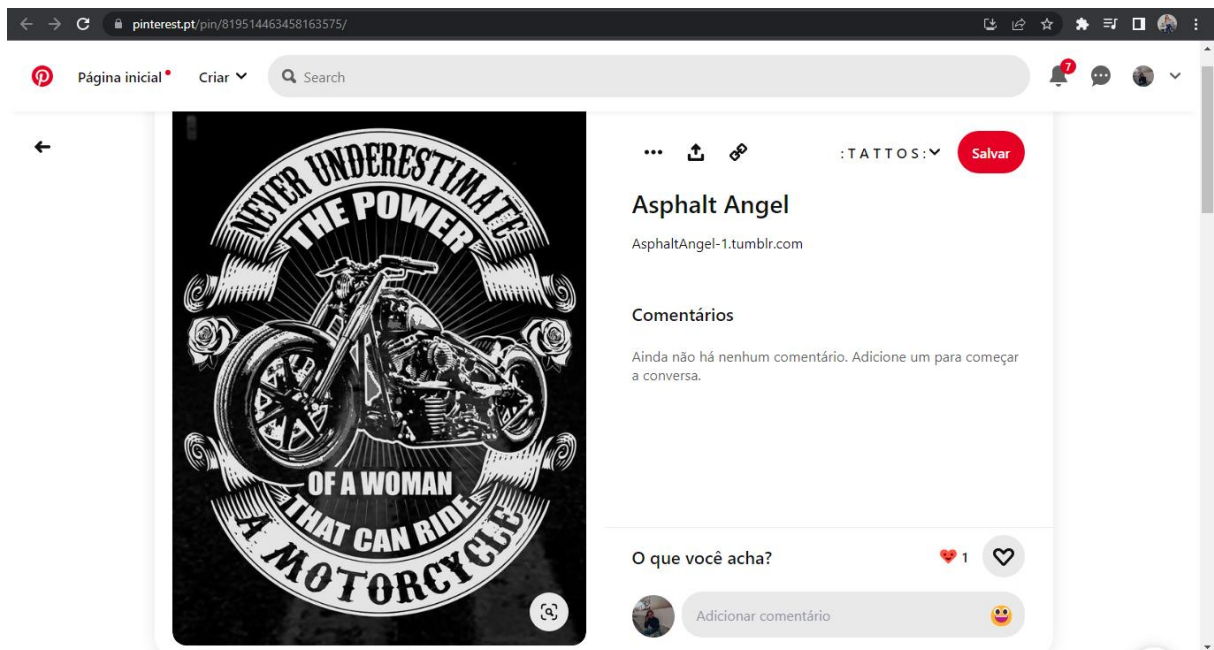 pinterest.pt/pin/819514463458163575/
Página inicial
Criar
Search
7
:TATTOS:
Salvar
NEVER UNDERESTIMATE
THE POWER
OF A WOMAN
THAT CAN RIDE
A MOTORCYCLE
Asphalt Angel
AsphaltAngel-1.tumblr.com
Comentários
Ainda não há nenhum comentário. Adicione um para começar
a conversa.
O que você acha?
1
Adicionar comentário